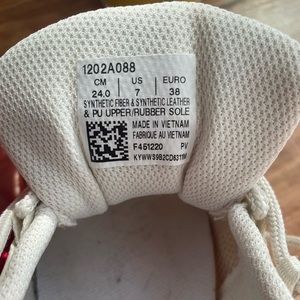 1202A088
CM US EURO
24.0 7 38
SYNTHETIC FIBER & SYNTHETIC LEATHER
& PU UPPER/RUBBER SOLE
MADE IN VIETNAM
FABRIQUE AU VIETNAM
F451220 PV